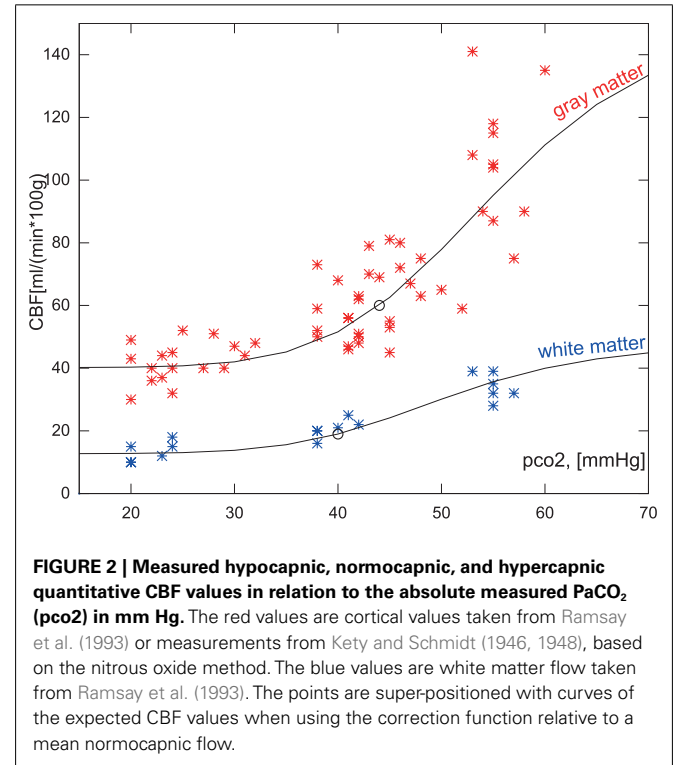 140
120
100
80
60
40
20
0
CBF[ml/(min*100g]
gray matter
white matter
pco2, [mmHg]
20
30
40
50
60
70
FIGURE 2 | Measured hypocapnic, normocapnic, and hypercapnic
quantitative CBF values in relation to the absolute measured PaCO₂
(pco2) in mm Hg. The red values are cortical values taken from Ramsay
et al. (1993) or measurements from Kety and Schmidt (1946, 1948), based
on the nitrous oxide method. The blue values are white matter flow taken
from Ramsay et al. (1993). The points are super-positioned with curves of
the expected CBF values when using the correction function relative to a
mean normocapnic flow.